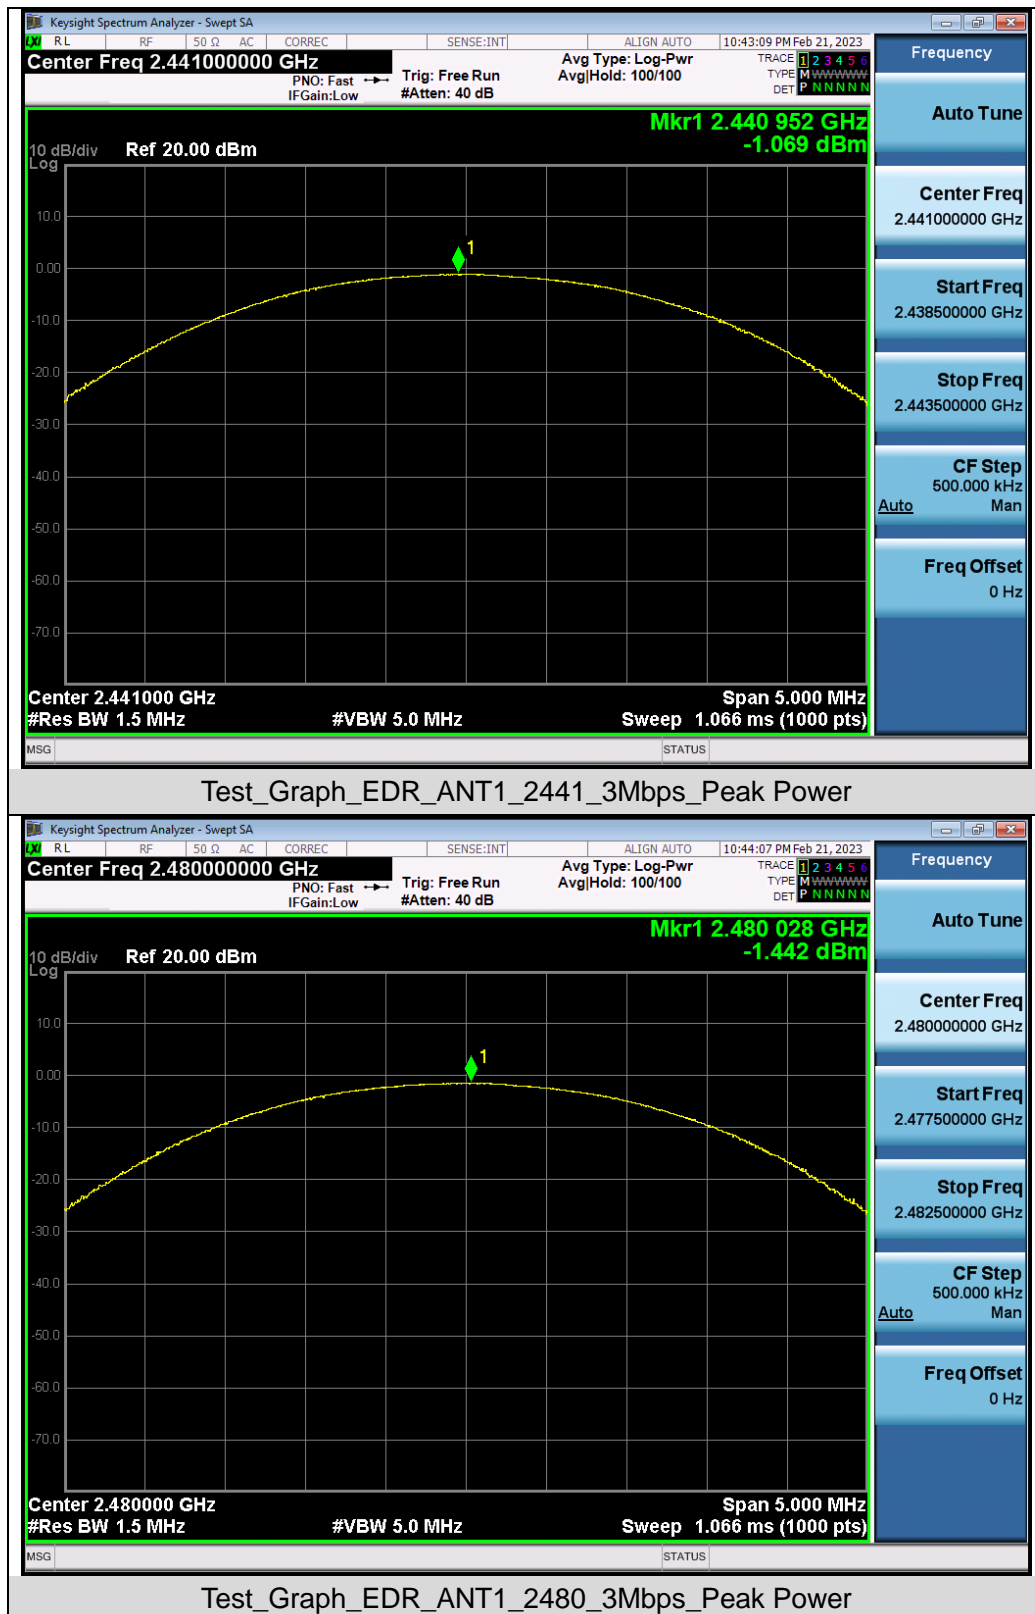 Keysight Spectrum Analyzer - Swept SA
LXI RL RF 50 Ω AC CORREC SENSE:INT ALIGN AUTO 10:43:09 PM Feb 21, 2023
Center Freq 2.441000000 GHz
PNO: Fast
IFGain:Low
Trig: Free Run
#Atten: 40 dB
Avg Type: Log-Pwr
Avg|Hold: 100/100
TRACE 1 2 3 4 5 6
TYPE M WWWWW
DET P N N N N N
Mkr1 2.440 952 GHz
-1.069 dBm
10 dB/div
Log
Ref 20.00 dBm
10.0
0.00
-10.0
-20.0
-30.0
-40.0
-50.0
-60.0
-70.0
1
Center 2.441000 GHz
Span 5.000 MHz
#Res BW 1.5 MHz
#VBW 5.0 MHz
Sweep 1.066 ms (1000 pts)
MSG
STATUS
Frequency
Auto Tune
Center Freq
2.441000000 GHz
Start Freq
2.438500000 GHz
Stop Freq
2.443500000 GHz
CF Step
500.000 kHz
Auto Man
Freq Offset
0 Hz
Test_Graph_EDR_ANT1_2441_3Mbps_Peak Power
Keysight Spectrum Analyzer - Swept SA
LXI RL RF 50 Ω AC CORREC SENSE:INT ALIGN AUTO 10:44:07 PM Feb 21, 2023
Center Freq 2.480000000 GHz
PNO: Fast
IFGain:Low
Trig: Free Run
#Atten: 40 dB
Avg Type: Log-Pwr
Avg|Hold: 100/100
TRACE 1 2 3 4 5 6
TYPE M WWWWW
DET P N N N N N
Mkr1 2.480 028 GHz
-1.442 dBm
10 dB/div
Log
Ref 20.00 dBm
10.0
0.00
-10.0
-20.0
-30.0
-40.0
-50.0
-60.0
-70.0
1
Center 2.480000 GHz
Span 5.000 MHz
#Res BW 1.5 MHz
#VBW 5.0 MHz
Sweep 1.066 ms (1000 pts)
MSG
STATUS
Frequency
Auto Tune
Center Freq
2.480000000 GHz
Start Freq
2.477500000 GHz
Stop Freq
2.482500000 GHz
CF Step
500.000 kHz
Auto Man
Freq Offset
0 Hz
Test_Graph_EDR_ANT1_2480_3Mbps_Peak Power